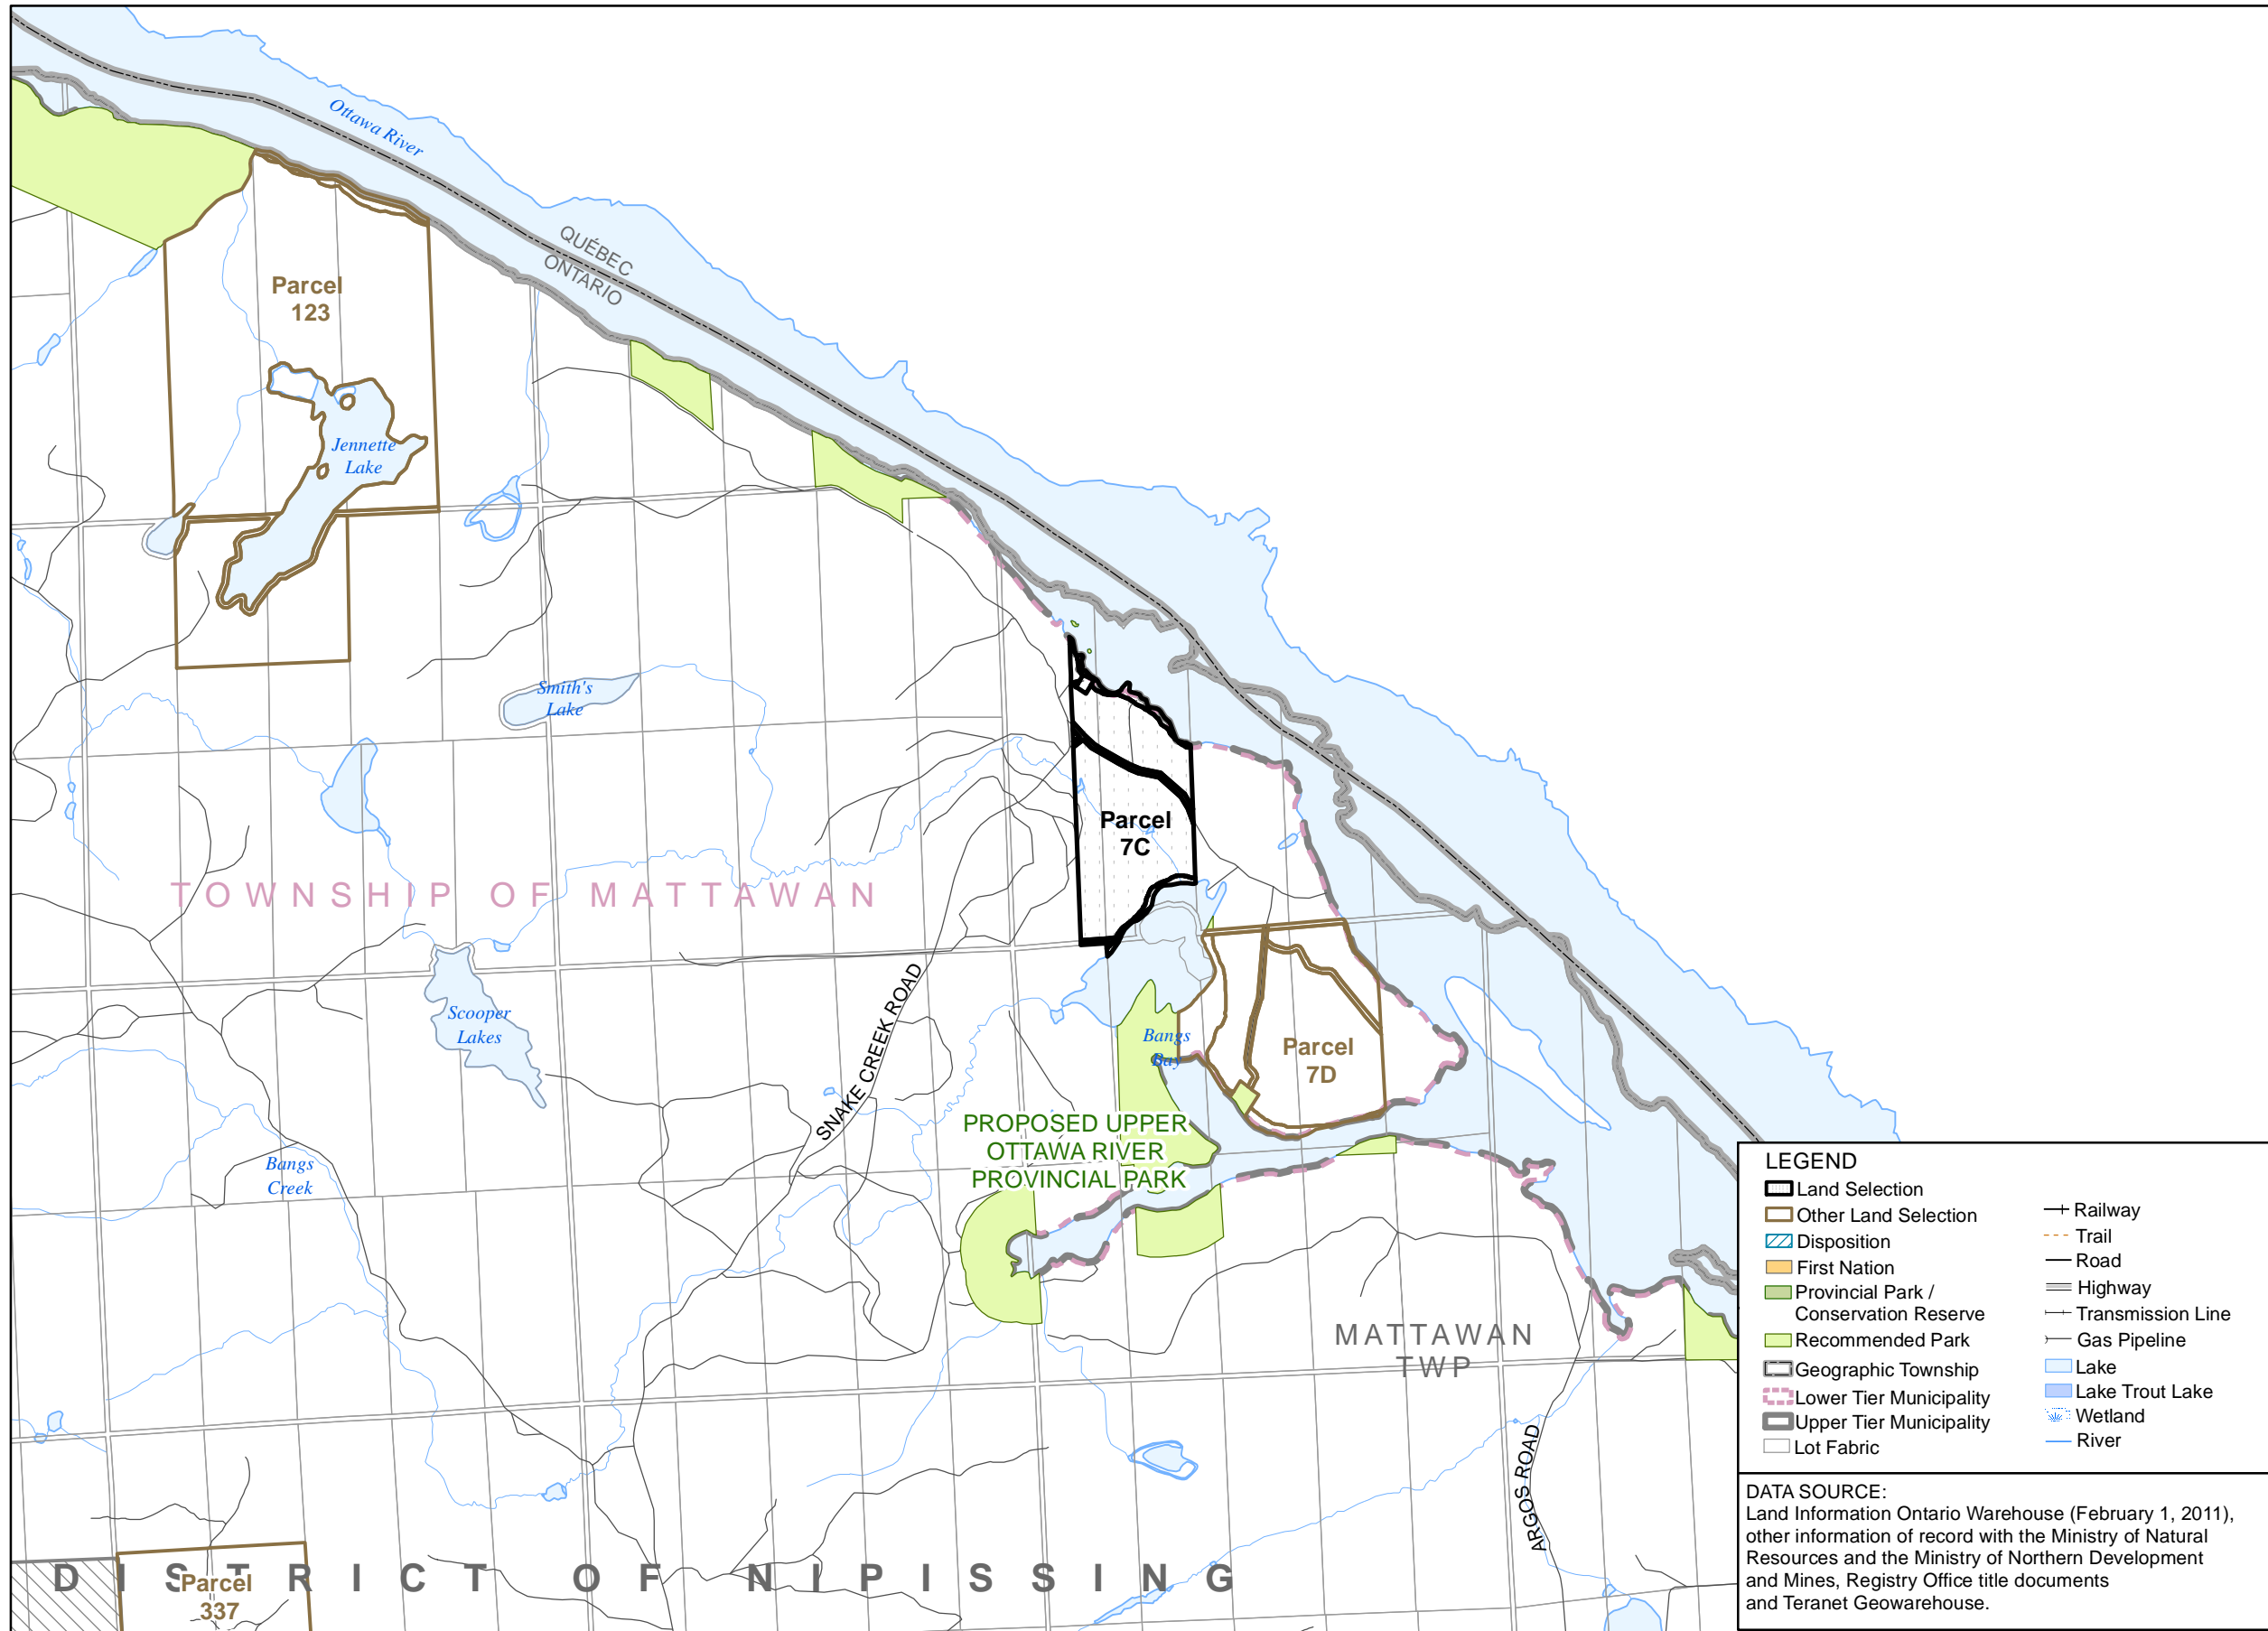 Ottawa River
QUÉBEC
ONTARIO
Parcel
123
Jennette
Lake
Smith's
Lake
Parcel
7C
TOWNSHIP OF MATTAWAN
Scooper
Lakes
SNAKE CREEK ROAD
Bangs
Bay
Parcel
7D
PROPOSED UPPER
OTTAWA RIVER
PROVINCIAL PARK
Bangs
Creek
MATTAWAN
TWP
ARGOS ROAD
DISTRICT OF NIPISSING
Parcel
337
LEGEND
Land Selection
Other Land Selection
Disposition
First Nation
Provincial Park /
Conservation Reserve
Recommended Park
Geographic Township
Lower Tier Municipality
Upper Tier Municipality
Lot Fabric
Railway
Trail
Road
Highway
Transmission Line
Gas Pipeline
Lake
Lake Trout Lake
Wetland
River
DATA SOURCE:
Land Information Ontario Warehouse (February 1, 2011),
other information of record with the Ministry of Natural
Resources and the Ministry of Northern Development
and Mines, Registry Office title documents
and Teranet Geowarehouse.